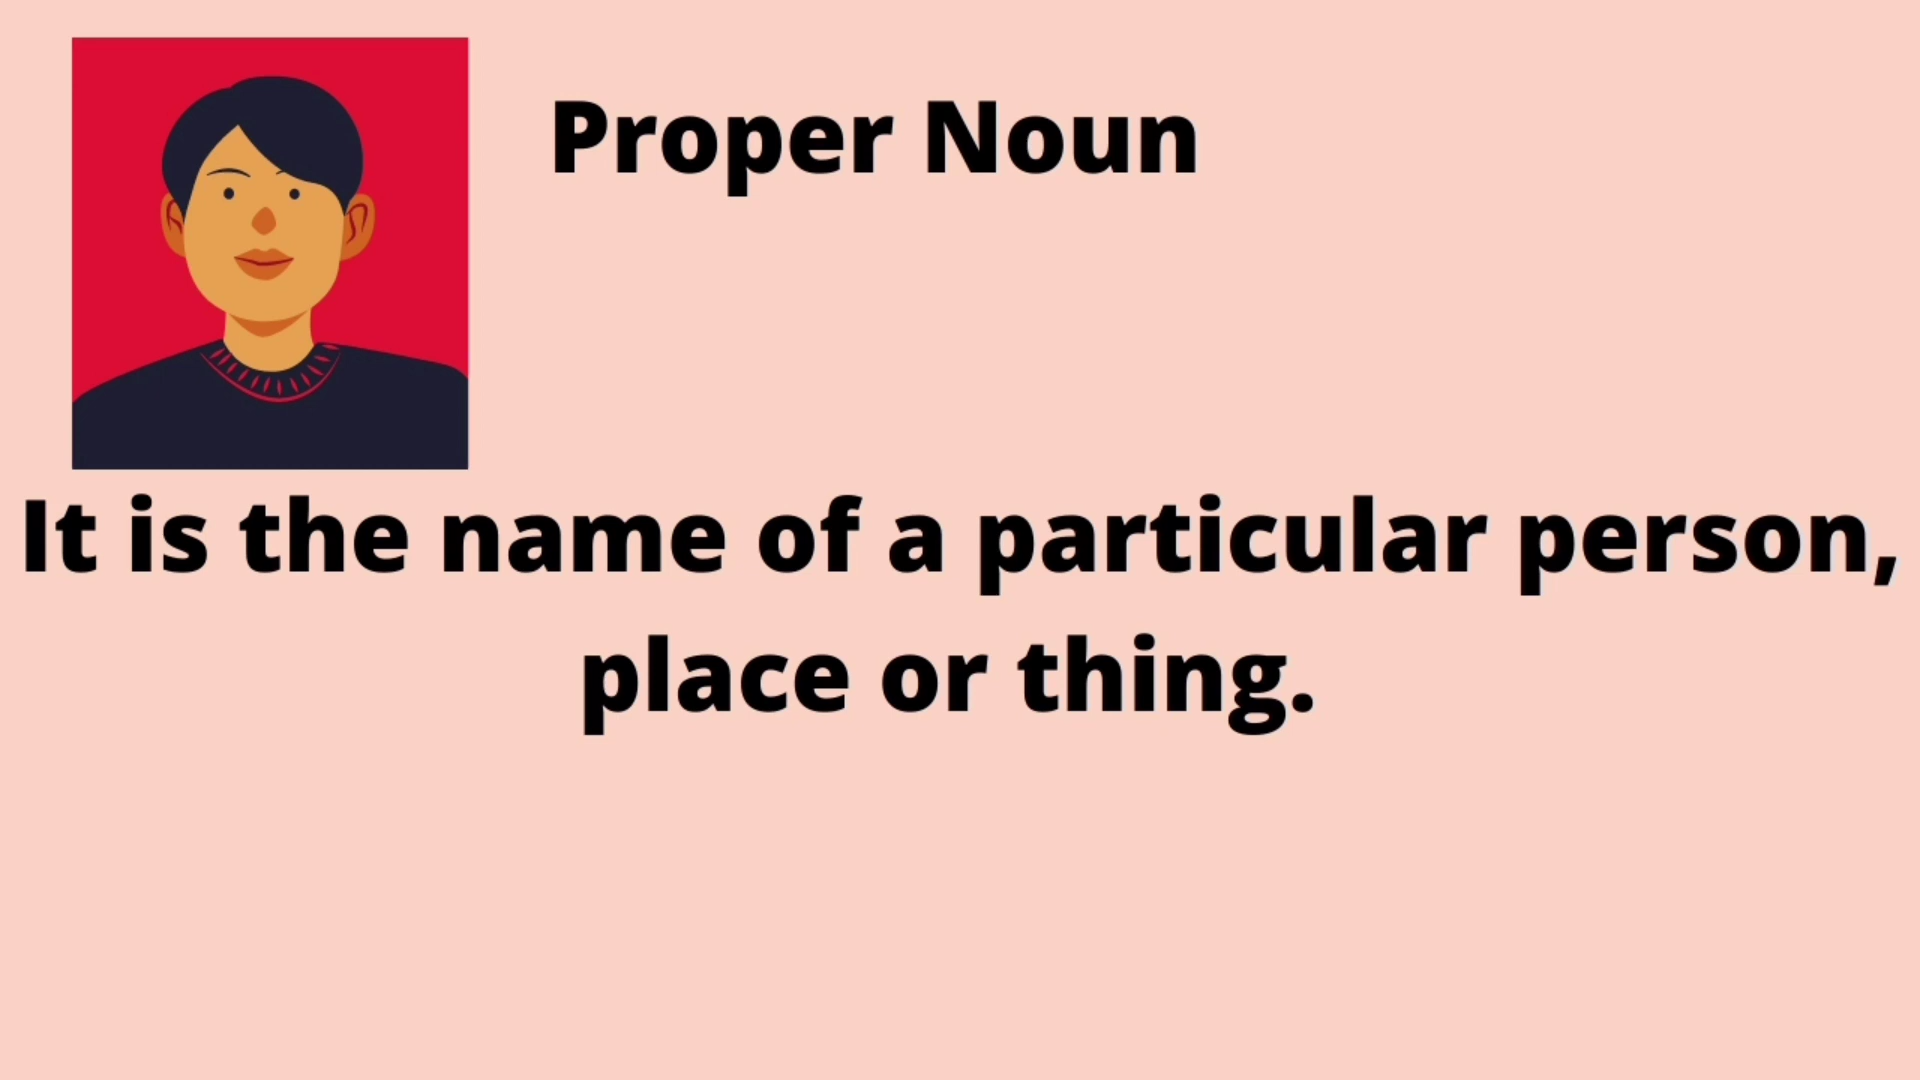 Proper Noun
It is the name of a particular person,
place or thing.